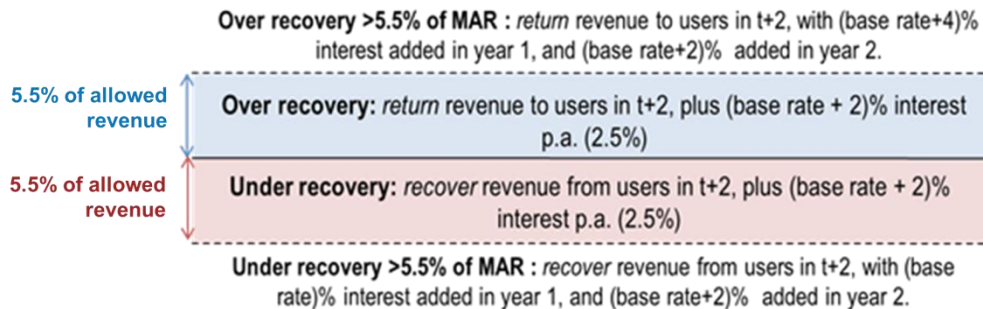 Over recovery >5.5% of MAR : return revenue to users in t+2, with (base rate+4)%
interest added in year 1, and (base rate+2)% added in year 2.
5.5% of allowed
revenue
Over recovery: return revenue to users in t+2, plus (base rate + 2)% interest
p.a. (2.5%)
5.5% of allowed
revenue
Under recovery: recover revenue from users in t+2, plus (base rate + 2)%
interest p.a. (2.5%)
Under recovery >5.5% of MAR : recover revenue from users in t+2, with (base
rate)% interest added in year 1, and (base rate+2)% added in year 2.